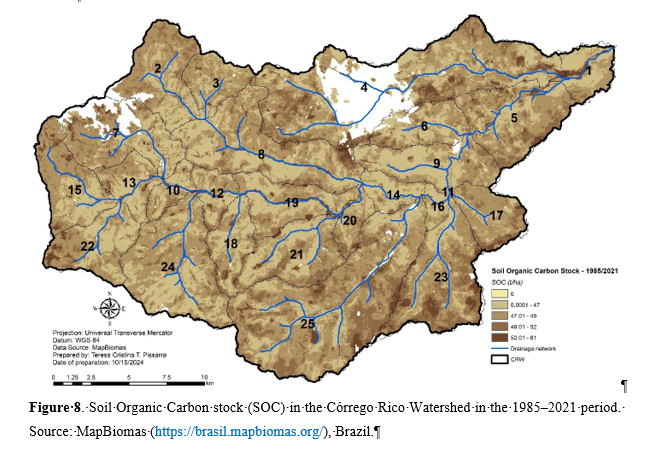 2
3
4
1
5
6
7
8
9
15
13
10
12
14
11
19
16
17
20
18
21
22
24
23
25
N
W E
S
Projection: Universal Transverse Mercator
Datum: WGS 84
Data Source: MapBiomas
Prepared by: Teresa Cristina T. Pissarra
Date of preparation: 10/15/2024
0 1.25 2.5 5 7.5 10
km
Soil Organic Carbon Stock - 1985/2021
SOC (t/ha)
0
0.0001 - 47
47.01 - 49
49.01 - 52
52.01 - 81
Drainage network
CRW
¶
Figure·8.·Soil·Organic·Carbon·stock·(SOC)·in·the·Córrego·Rico·Watershed·in·the·1985–2021·period.·
Source:·MapBiomas·(https://brasil.mapbiomas.org/),·Brazil.¶